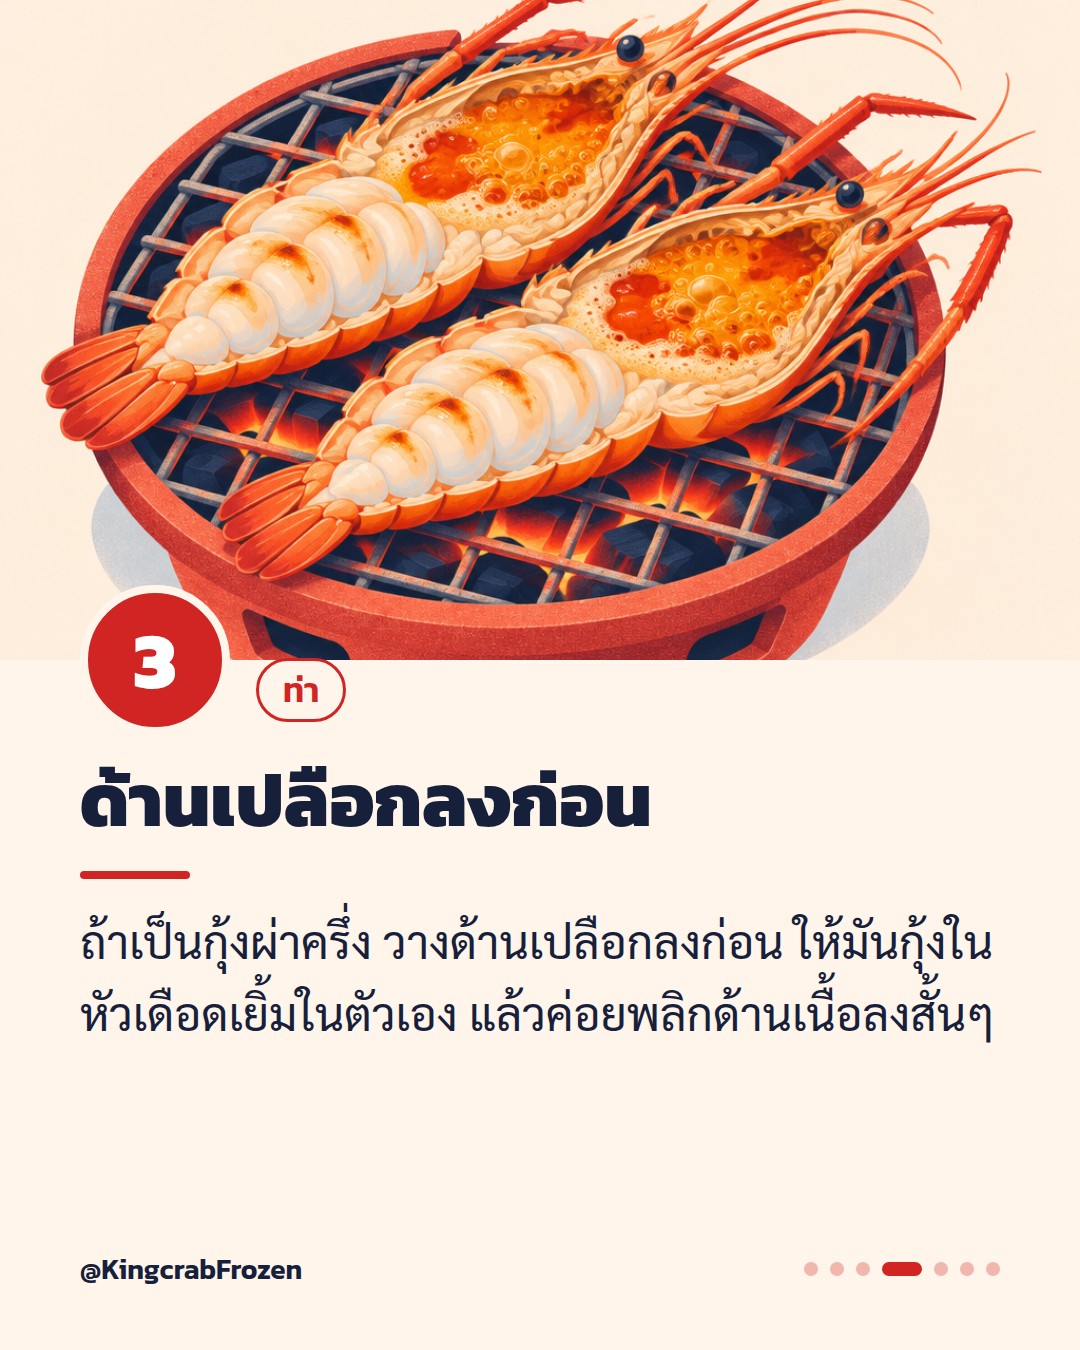 3
ท่า
ด้านเปลือกลงก่อน
ถ้าเป็นกุ้งผ่าครึ่ง วางด้านเปลือกลงก่อน ให้มันกุ้งใน
หัวเดือดเยิ้มในตัวเอง แล้วค่อยพลิกด้านเนื้อลงสั้นๆ
@KingcrabFrozen